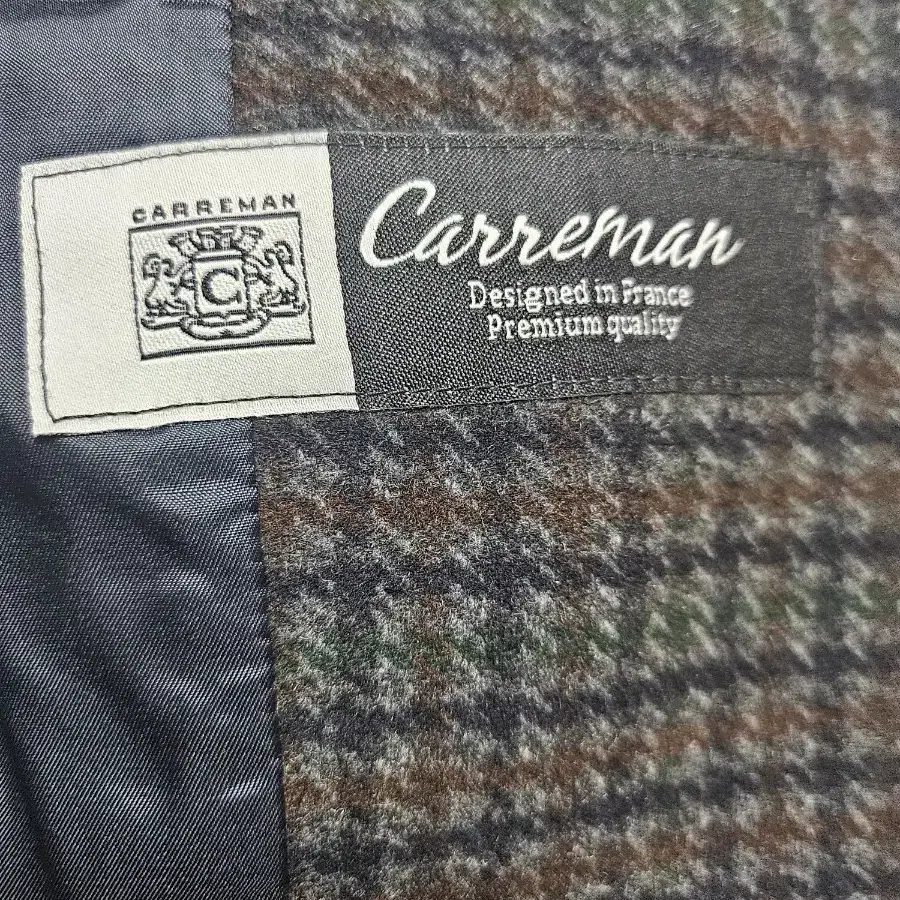 CARREMAN
C
Carreman
Designed in France
Premium quality